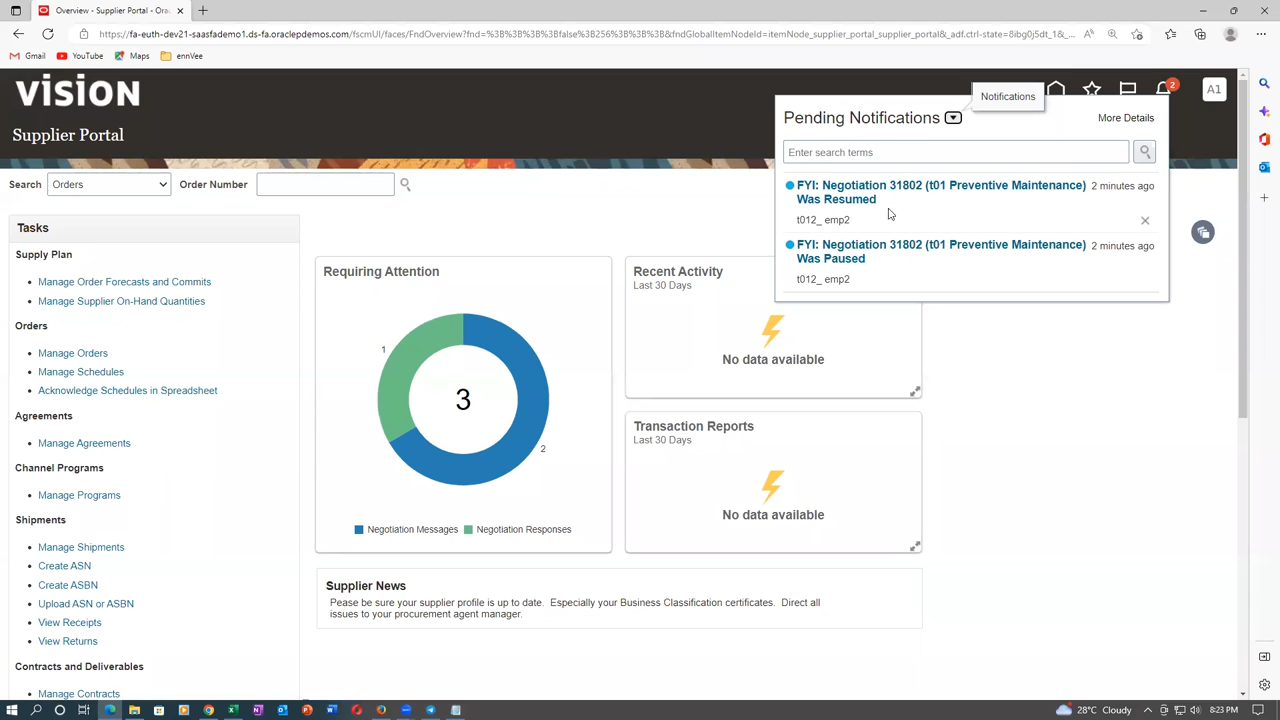 Overview - Supplier Portal - Ora
https://fa-euth-dev21-saasfademo1.ds-fa.oraclepdemos.com/fscmUI/faces/FndOverview?fnd=%3B%3B%3B%3Bfalse%3B256%3B%3B%3B&fndGlobalItemNodeId=itemNode_supplier_portal_supplier_portal&_adf.ctrl-state=8ibg0j5dt_1&_...
Gmail YouTube Maps ennVee
vision
Notifications
2
A1
Supplier Portal
Pending Notifications
More Details
Enter search terms
Search Orders Order Number
FYI: Negotiation 31802 (t01 Preventive Maintenance) Was Resumed
2 minutes ago
t012_ emp2
FYI: Negotiation 31802 (t01 Preventive Maintenance) Was Paused
2 minutes ago
t012_ emp2
Tasks
Supply Plan
Manage Order Forecasts and Commits
Manage Supplier On-Hand Quantities
Orders
Manage Orders
Manage Schedules
Acknowledge Schedules in Spreadsheet
Agreements
Manage Agreements
Channel Programs
Manage Programs
Shipments
Manage Shipments
Create ASN
Create ASBN
Upload ASN or ASBN
View Receipts
View Returns
Contracts and Deliverables
Manage Contracts
Requiring Attention
1
3
2
Negotiation Messages Negotiation Responses
Recent Activity
Last 30 Days
No data available
Transaction Reports
Last 30 Days
No data available
Supplier News
Pease be sure your supplier profile is up to date. Especially your Business Classification certificates. Direct all
issues to your procurement agent manager.
28°C Cloudy
8:23 PM